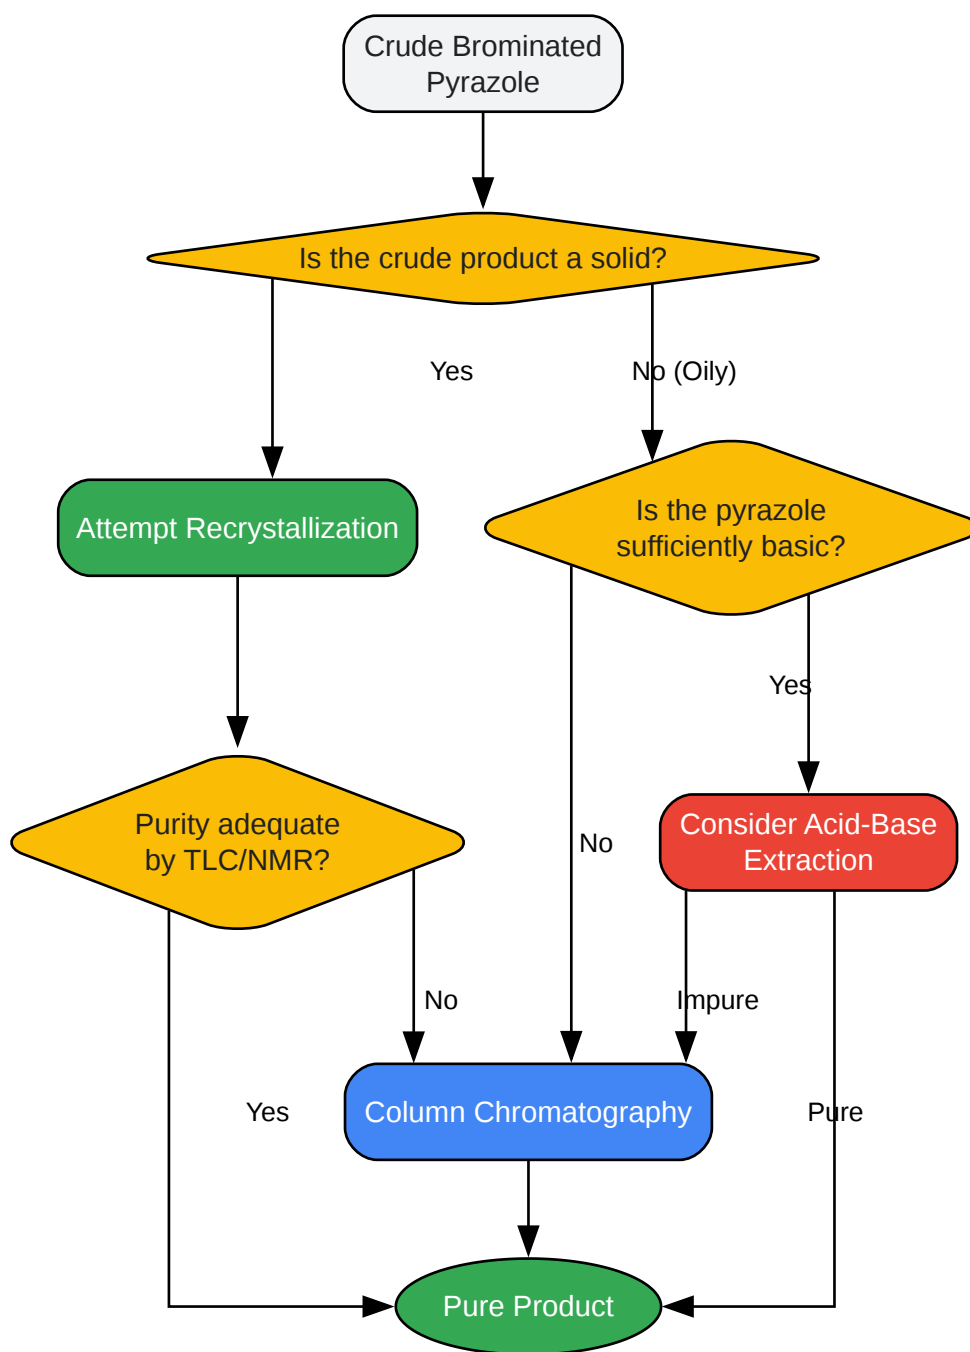 Crude Brominated
Pyrazole
Is the crude product a solid?
Yes
No (Oily)
Attempt Recrystallization
Is the pyrazole
sufficiently basic?
Yes
Purity adequate
by TLC/NMR?
No
Consider Acid-Base
Extraction
No
Impure
Yes
Column Chromatography
Pure
Pure Product